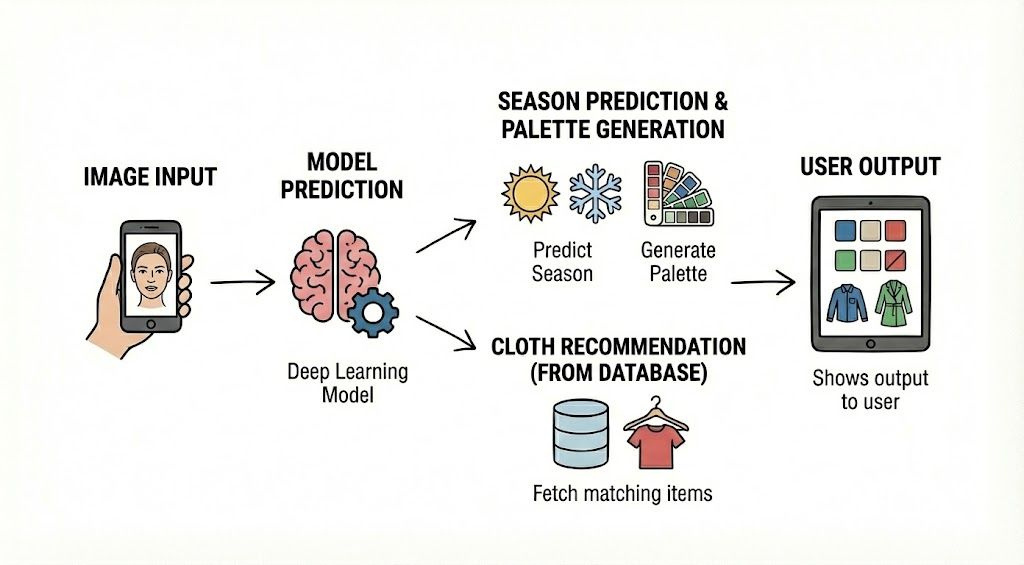 IMAGE INPUT
MODEL
PREDICTION
Deep Learning
Model
SEASON PREDICTION &
PALETTE GENERATION
Predict
Season
Generate
Palette
CLOTH RECOMMENDATION
(FROM DATABASE)
Fetch matching items
USER OUTPUT
Shows output
to user